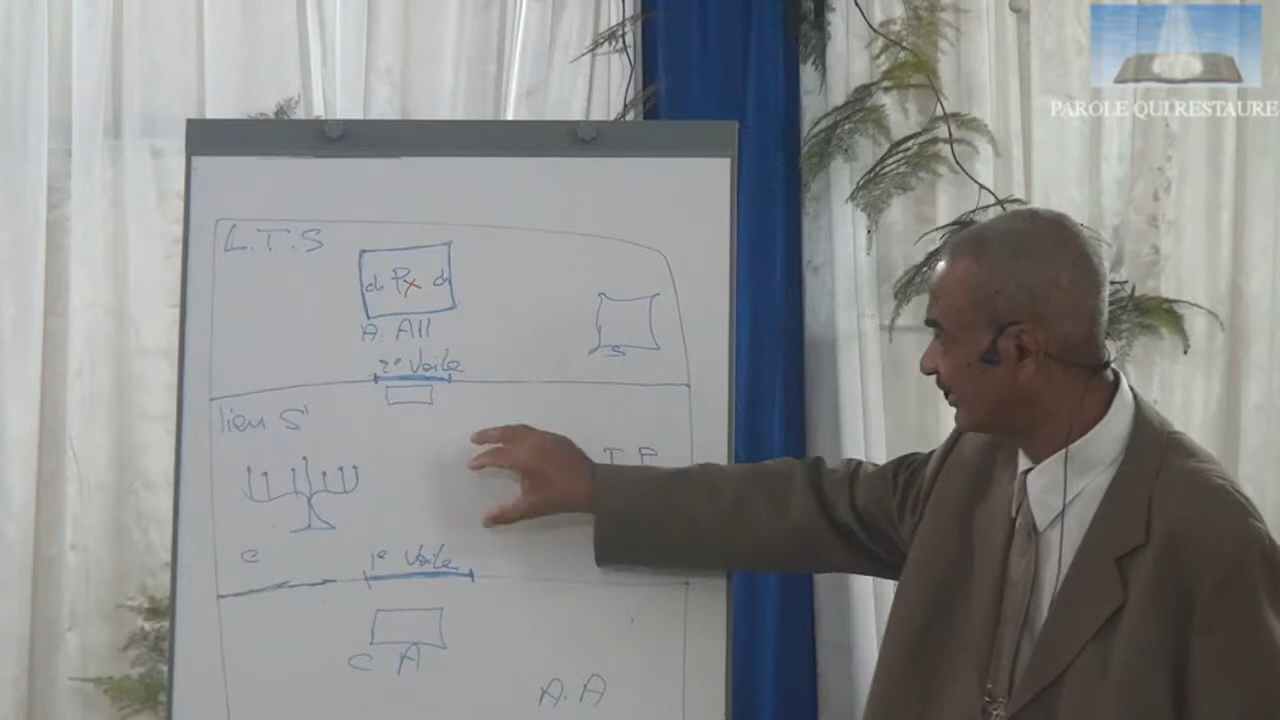 PAROLE QUI RESTAURE
L.T.S
A. All
2e Voile
lieu S'
T P
C
1e Voile
C A
A.A